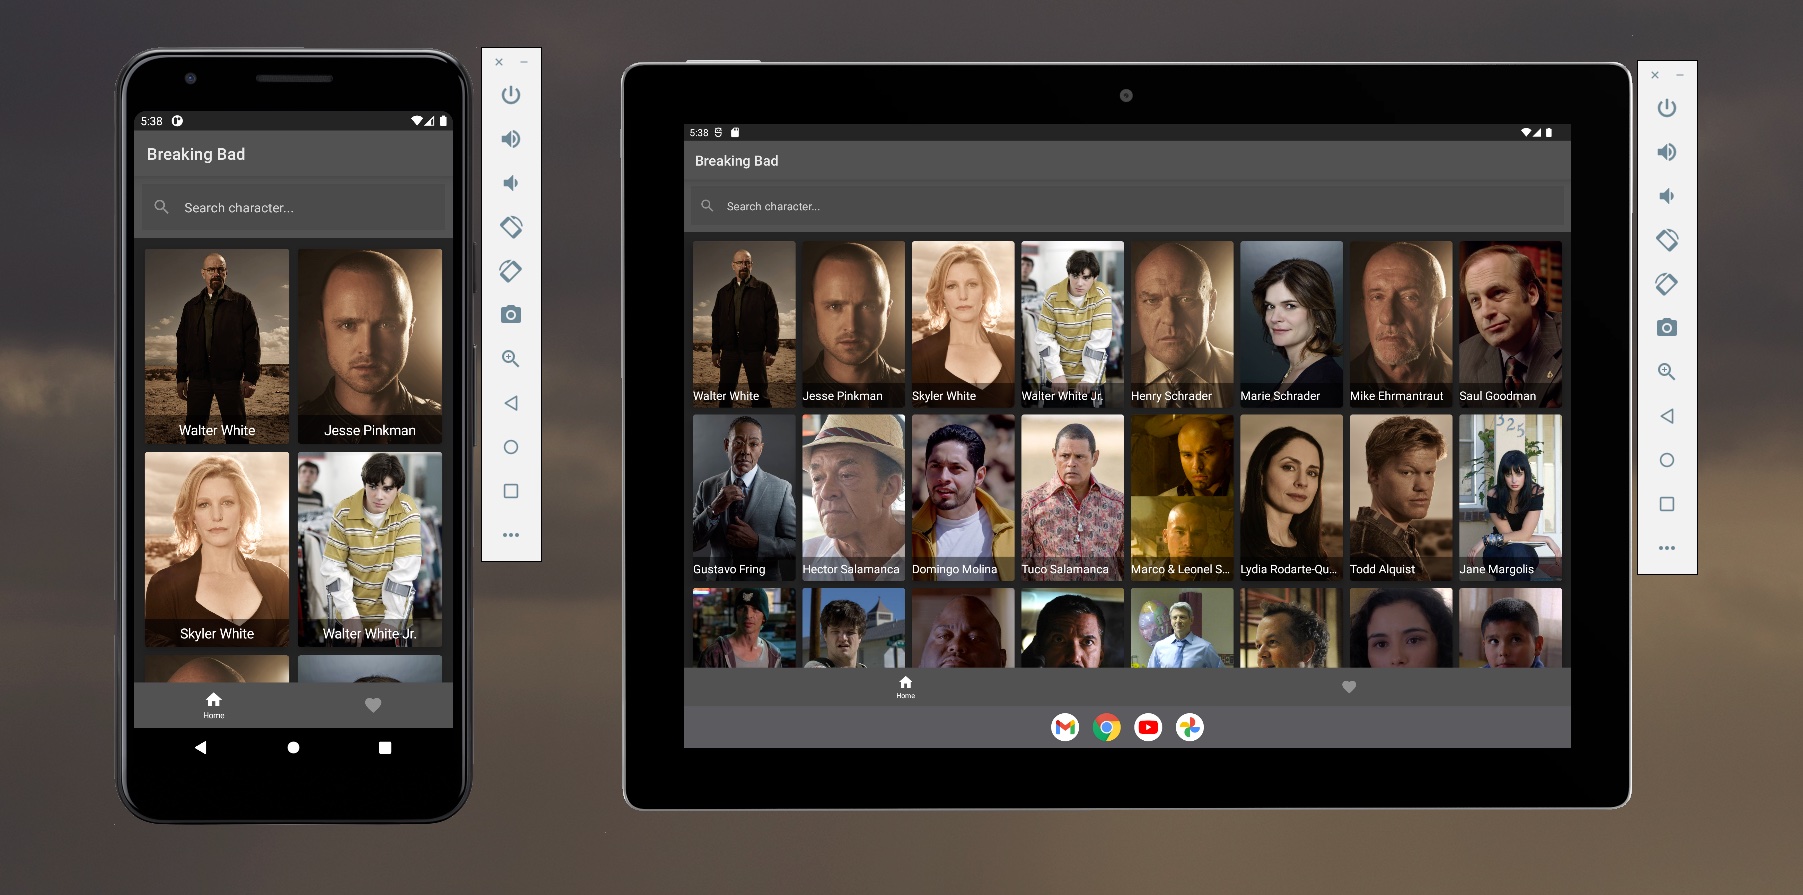 5:38
Breaking Bad
Search character...
Walter White
Jesse Pinkman
Skyler White
Walter White Jr.
Home
5:38
Breaking Bad
Search character...
Walter White
Jesse Pinkman
Skyler White
Walter White Jr.
Henry Schrader
Marie Schrader
Mike Ehrmantraut
Saul Goodman
325
Gustavo Fring
Hector Salamanca
Domingo Molina
Tuco Salamanca
Marco & Leonel S...
Lydia Rodarte-Qu...
Todd Alquist
Jane Margolis
Home